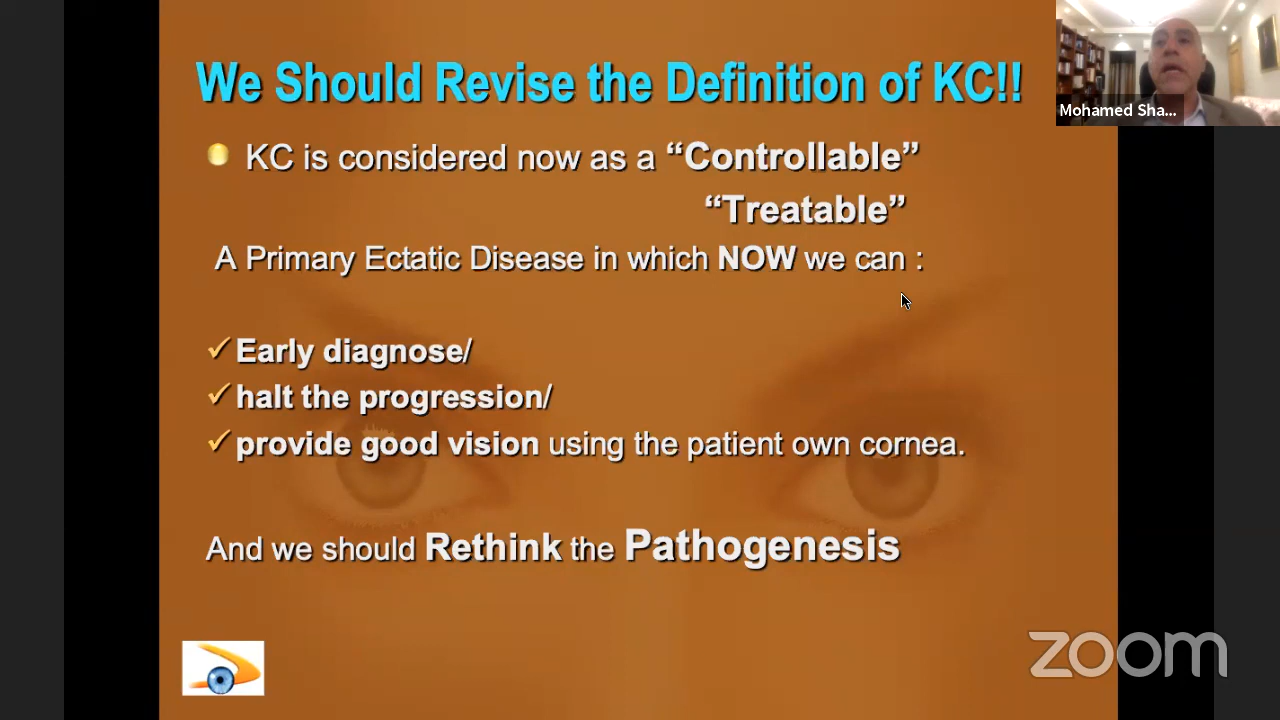 We Should Revise the Definition of KC!!
KC is considered now as a “Controllable”
“Treatable”
A Primary Ectatic Disease in which NOW we can :
Early diagnose/
halt the progression/
provide good vision using the patient own cornea.
And we should Rethink the Pathogenesis
Mohamed Sha...
zoom